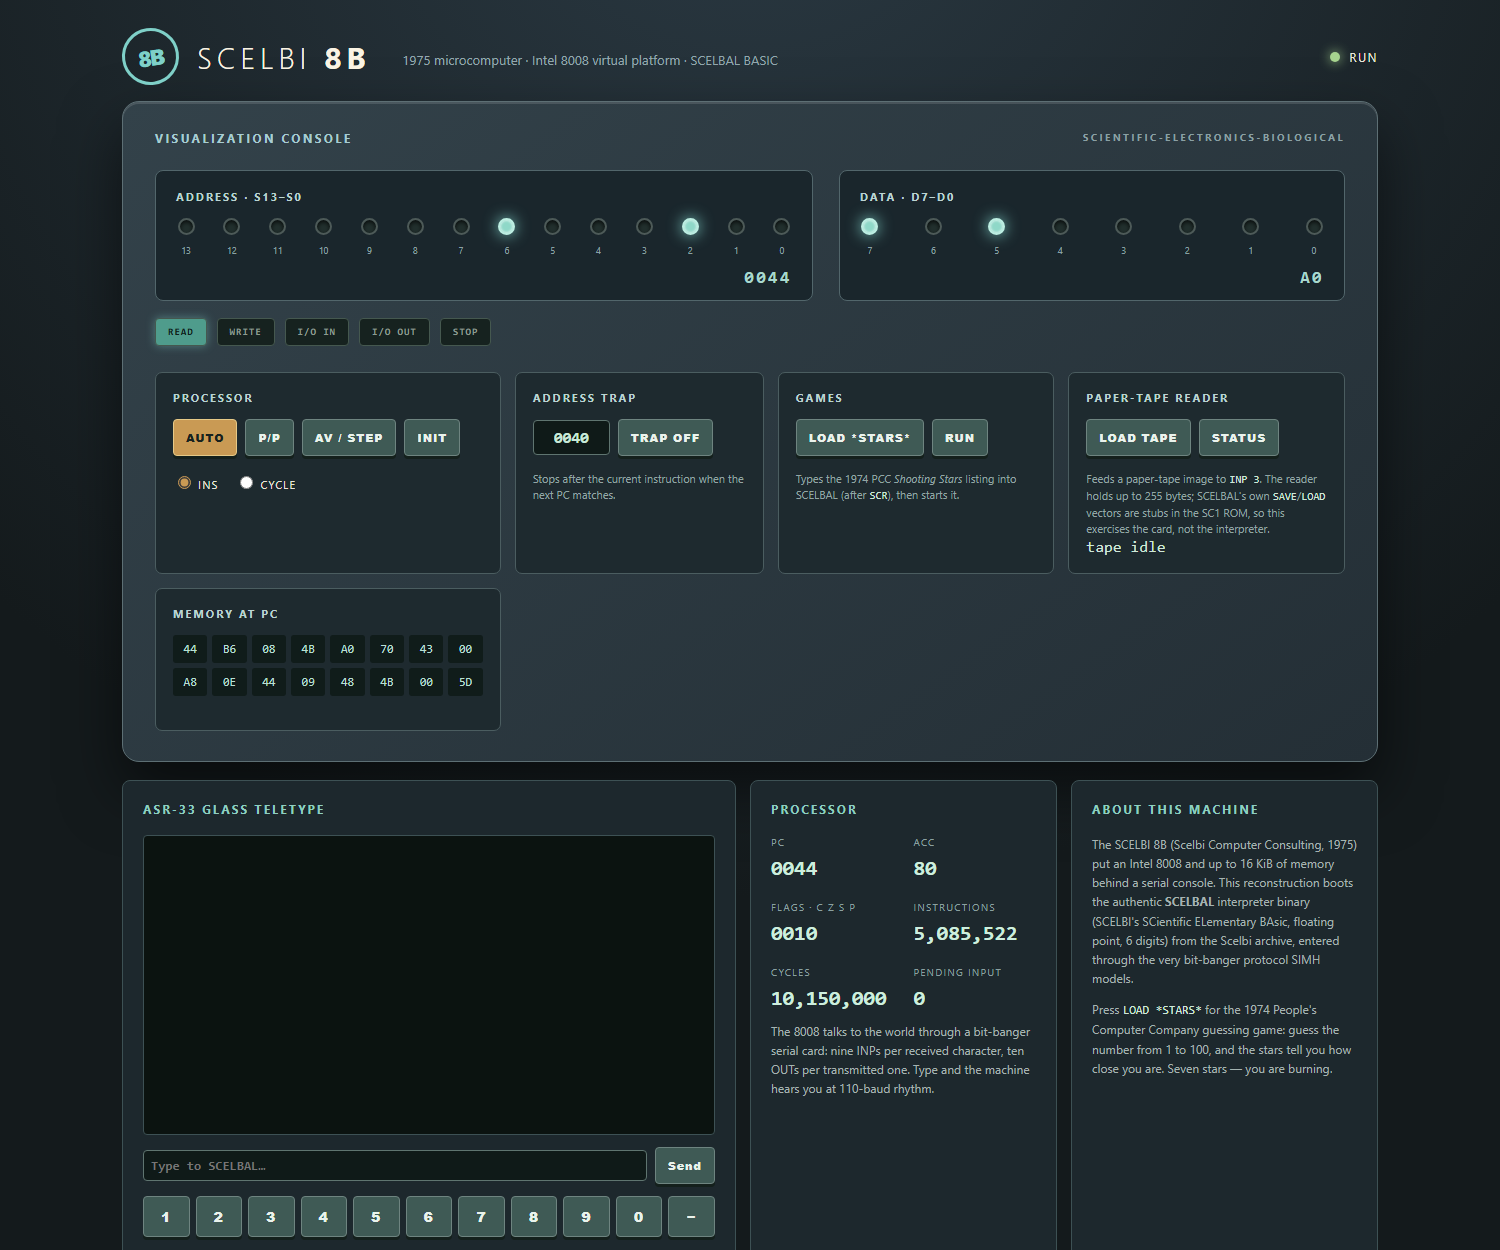 8B
SCELBI 8B
1975 microcomputer · Intel 8008 virtual platform · SCELBAL BASIC
RUN
VISUALIZATION CONSOLE
SCIENTIFIC-ELECTRONICS-BIOLOGICAL
ADDRESS · S13–S0
13 12 11 10 9 8 7 6 5 4 3 2 1 0
0044
DATA · D7–D0
7 6 5 4 3 2 1 0
A0
READ WRITE I/O IN I/O OUT STOP
PROCESSOR
AUTO P/P AV / STEP INIT
INS CYCLE
ADDRESS TRAP
0040 TRAP OFF
Stops after the current instruction when the
next PC matches.
GAMES
LOAD *STARS* RUN
Types the 1974 PCC Shooting Stars listing into
SCELBAL (after SCR), then starts it.
PAPER-TAPE READER
LOAD TAPE STATUS
Feeds a paper-tape image to INP 3. The reader
holds up to 255 bytes; SCELBAL's own SAVE/LOAD
vectors are stubs in the SC1 ROM, so this
exercises the card, not the interpreter.
tape idle
MEMORY AT PC
44 B6 08 4B A0 70 43 00
A8 0E 44 09 48 4B 00 5D
ASR-33 GLASS TELETYPE
Type to SCELBAL… Send
1 2 3 4 5 6 7 8 9 0 –
PROCESSOR
PC ACC
0044 80
FLAGS · C Z S P INSTRUCTIONS
0010 5,085,522
CYCLES PENDING INPUT
10,150,000 0
The 8008 talks to the world through a bit-banger
serial card: nine INPs per received character, ten
OUTs per transmitted one. Type and the machine
hears you at 110-baud rhythm.
ABOUT THIS MACHINE
The SCELBI 8B (Scelbi Computer Consulting, 1975)
put an Intel 8008 and up to 16 KiB of memory
behind a serial console. This reconstruction boots
the authentic SCELBAL interpreter binary
(SCELBI's SCientific ELementary BAsic, floating
point, 6 digits) from the Scelbi archive, entered
through the very bit-banger protocol SIMH
models.
Press LOAD *STARS* for the 1974 People's
Computer Company guessing game: guess the
number from 1 to 100, and the stars tell you how
close you are. Seven stars — you are burning.